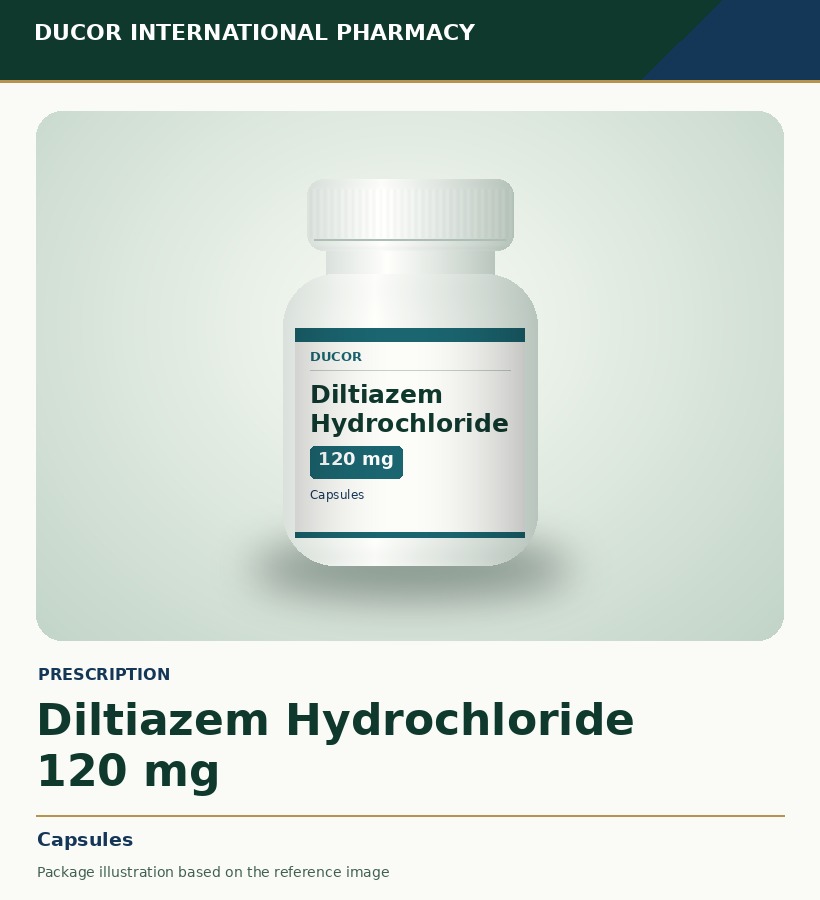 DUCOR INTERNATIONAL PHARMACY
DUCOR
Diltiazem
Hydrochloride
120 mg
Capsules
PRESCRIPTION
Diltiazem Hydrochloride
120 mg
Capsules
Package illustration based on the reference image